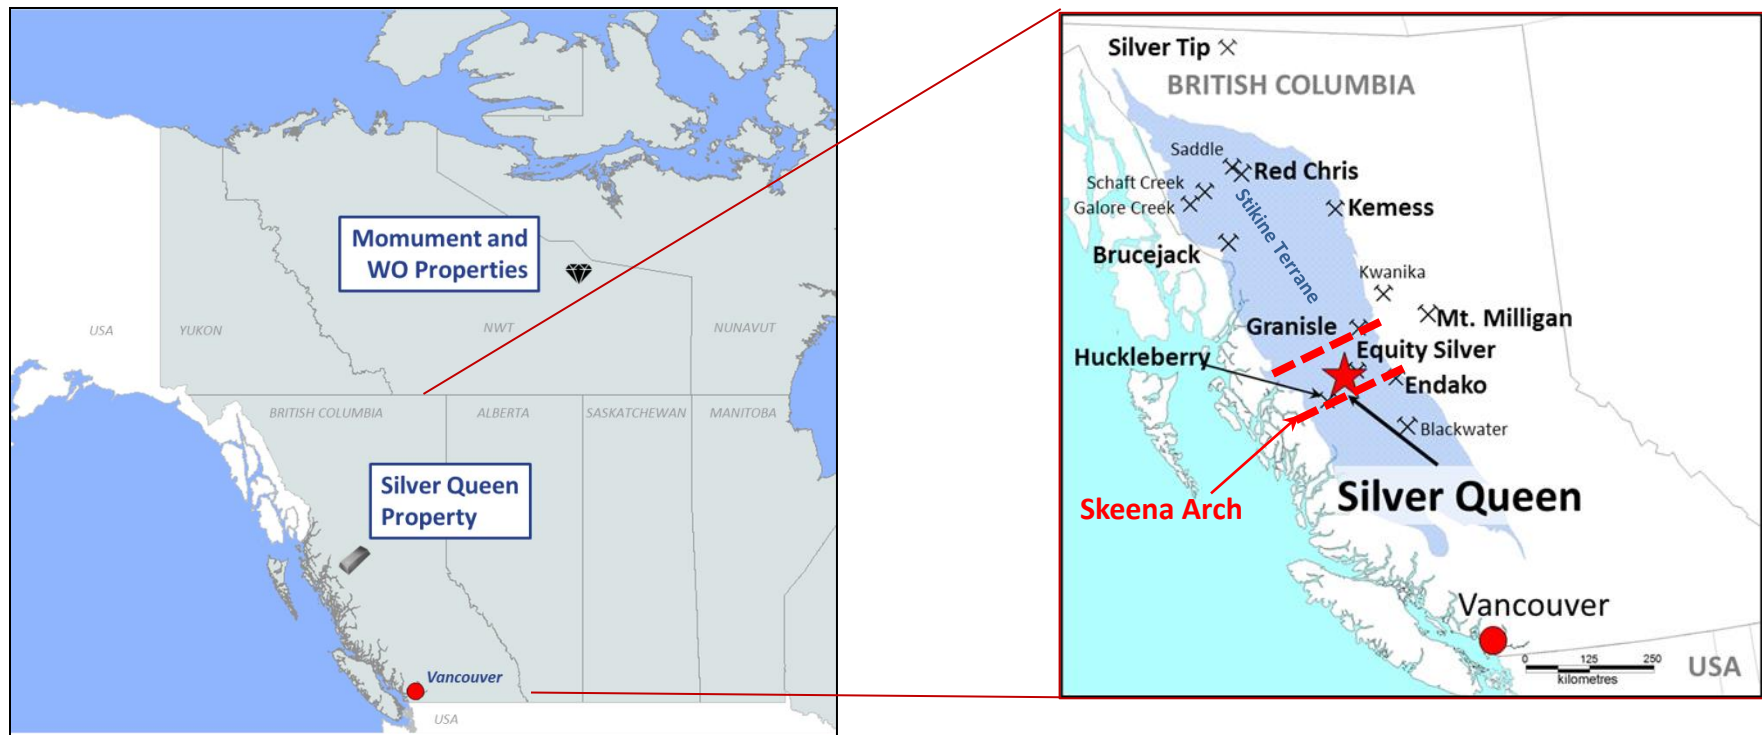 Momument and
WO Properties
USA
YUKON
NWT
NUNAVUT
BRITISH COLUMBIA
ALBERTA
SASKATCHEWAN
MANITOBA
Silver Queen
Property
Vancouver
USA
Silver Tip
BRITISH COLUMBIA
Saddle
Red Chris
Schaft Creek
Galore Creek
Stikine Terrane
Kemess
Brucejack
Kwanika
Granisle
Mt. Milligan
Equity Silver
Huckleberry
Endako
Blackwater
Silver Queen
Skeena Arch
Vancouver
0 125 250
kilometres
USA